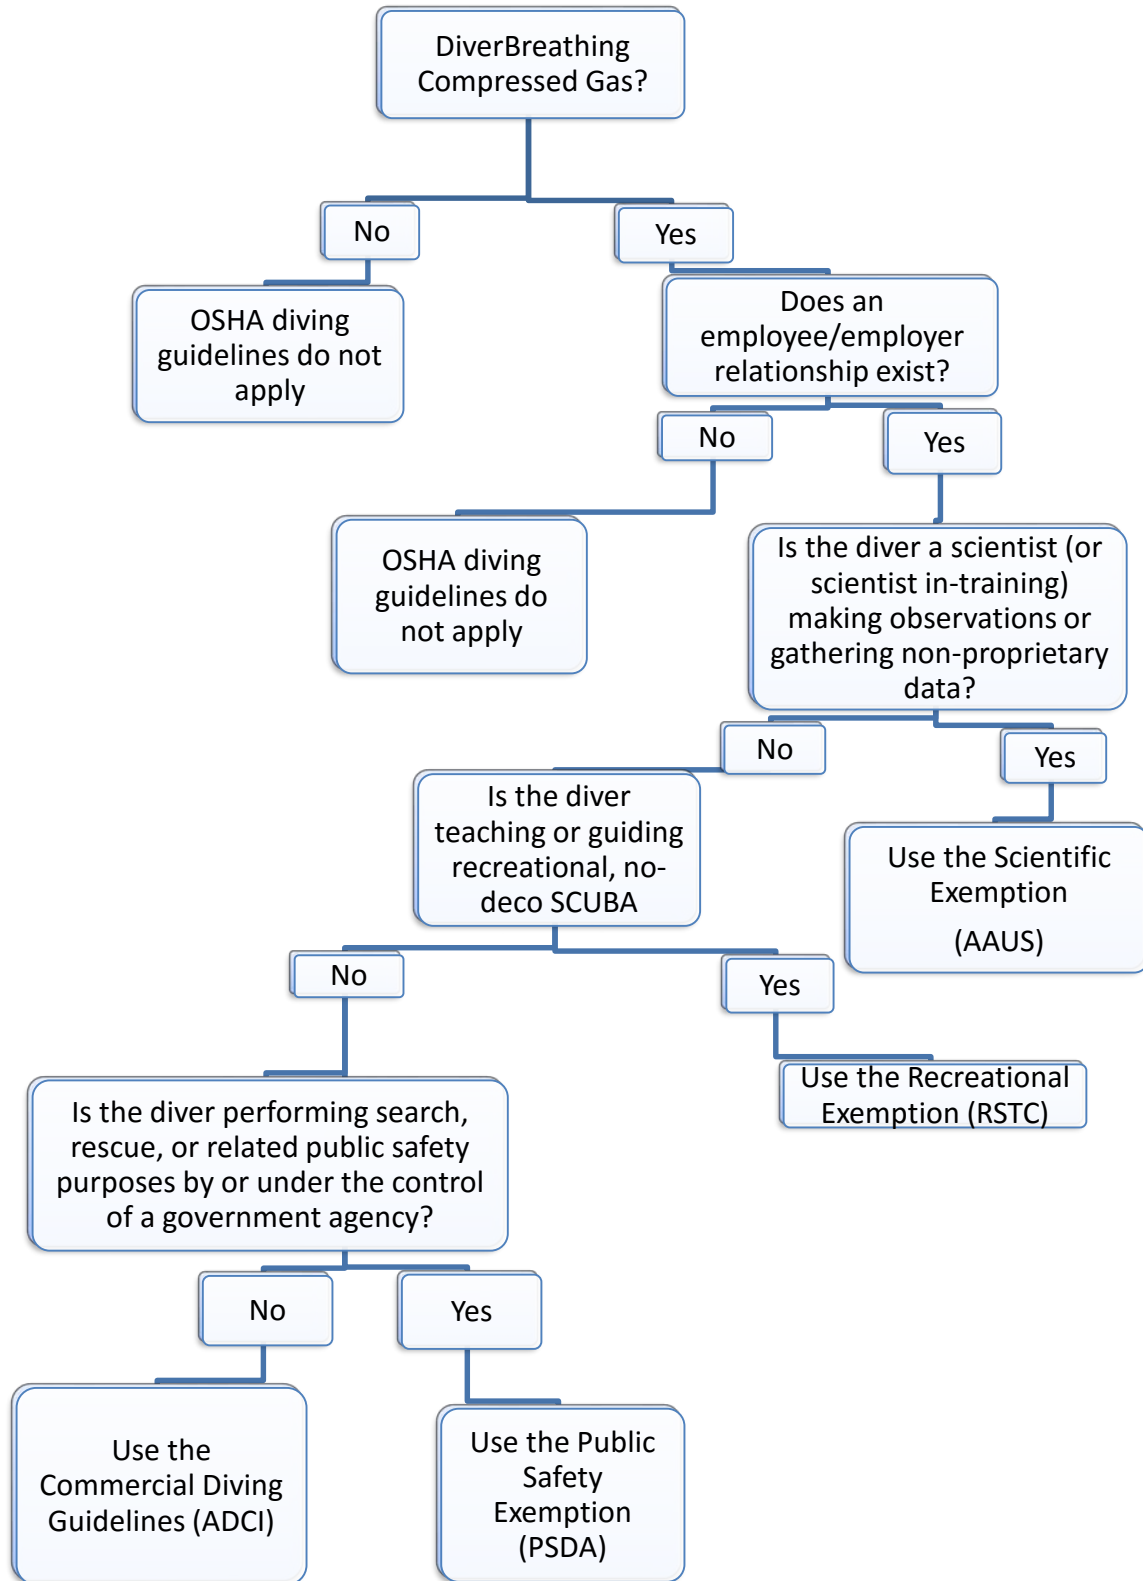 DiverBreathing
Compressed Gas?
No
Yes
OSHA diving
guidelines do not
apply
Does an
employee/employer
relationship exist?
No
Yes
OSHA diving
guidelines do
not apply
Is the diver a scientist (or
scientist in-training)
making observations or
gathering non-proprietary
data?
No
Yes
Is the diver
teaching or guiding
recreational, no-
deco SCUBA
Use the Scientific
Exemption
(AAUS)
No
Yes
Is the diver performing search,
rescue, or related public safety
purposes by or under the control
of a government agency?
Use the Recreational
Exemption (RSTC)
No
Yes
Use the
Commercial Diving
Guidelines (ADCI)
Use the Public
Safety
Exemption
(PSDA)